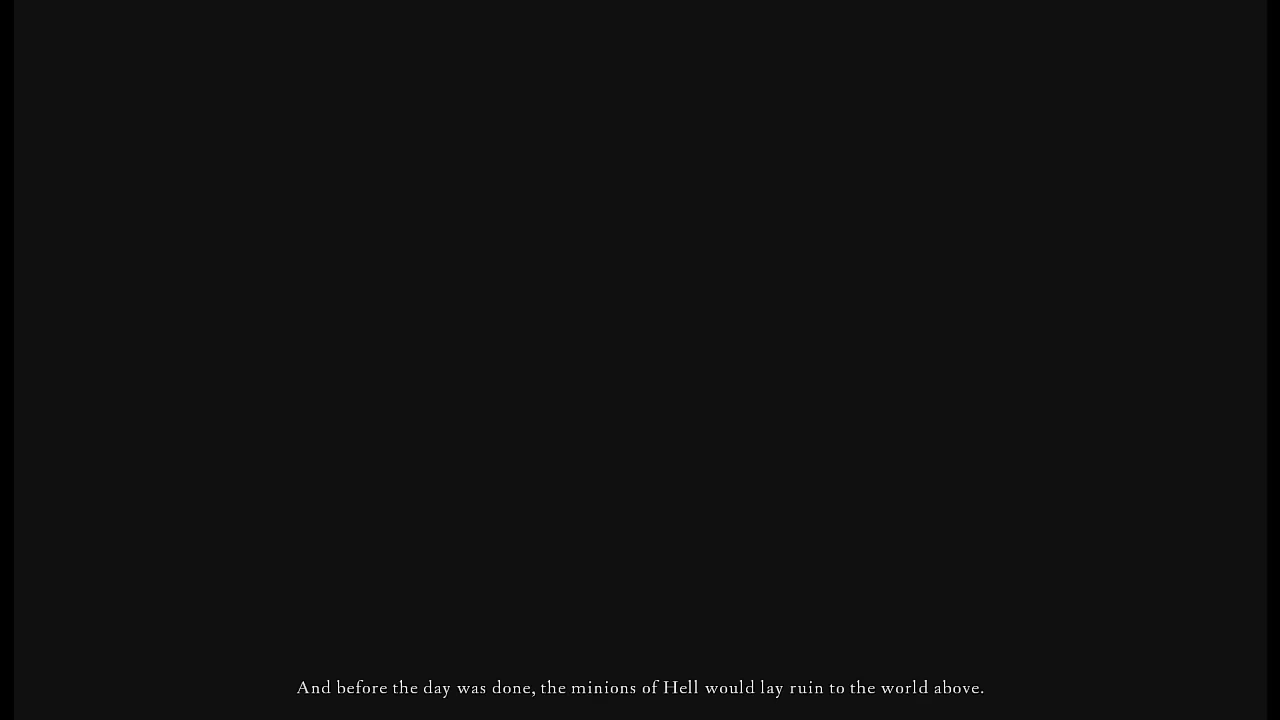 And before the day was done, the minions of Hell would lay ruin to the world above.